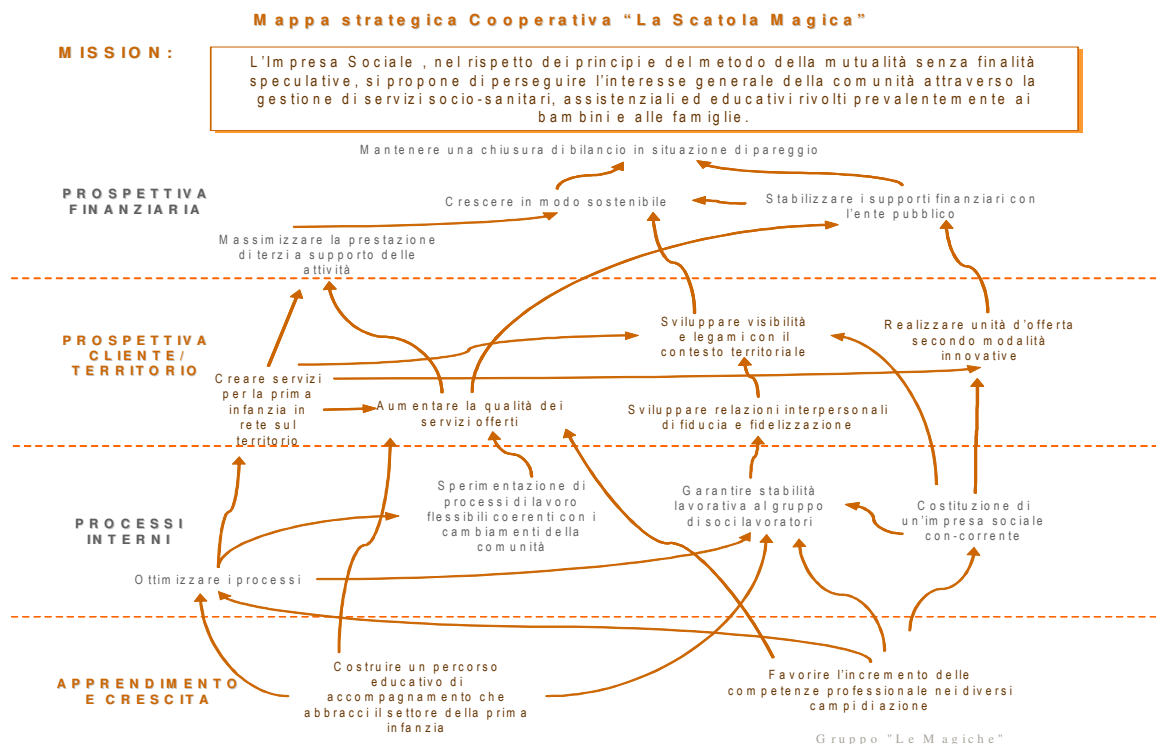 Mappa strategica Cooperativa “La Scatola Magica”
MISSION:
L’Impresa Sociale , nel rispetto dei principi e del metodo della mutualità senza finalità
speculative, si propone di perseguire l’interesse generale della comunità attraverso la
gestione di servizi socio-sanitari, assistenziali ed educativi rivolti prevalentemente ai
bambini e alle famiglie.
Mantenere una chiusura di bilancio in situazione di pareggio
PROSPETTIVA
FINANZIARIA
Crescere in modo sostenibile
Stabilizzare i supporti finanziari con
l’ente pubblico
Massimizzare la prestazione
di terzi a supporto delle
attività
PROSPETTIVA
CLIENTE/
TERRITORIO
Sviluppare visibilità
e legami con il
contesto territoriale
Realizzare unità d’offerta
secondo modalità
innovative
Creare servizi
per la prima
infanzia in
rete sul
territorio
Aumentare la qualità dei
servizi offerti
Sviluppare relazioni interpersonali
di fiducia e fidelizzazione
PROCESSI
INTERNI
Sperimentazione di
processi di lavoro
flessibili coerenti con i
cambiamenti della
comunità
Garantire stabilità
lavorativa al gruppo
di soci lavoratori
Costituzione di
un’impresa sociale
con-corrente
Ottimizzare i processi
APPRENDIMENTO
E CRESCITA
Costruire un percorso
educativo di
accompagnamento che
abbracci il settore della prima
infanzia
Favorire l’incremento delle
competenze professionale nei diversi
campi di azione
Gruppo "Le Magiche"